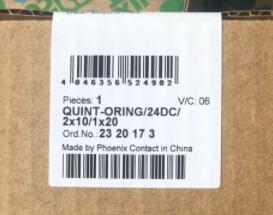 4 046356 524902
Pieces: 1 V/C: 06
QUINT-ORING/24DC/
2x10/1x20
Ord.No.: 23 20 17 3
Made by Phoenix Contact in China